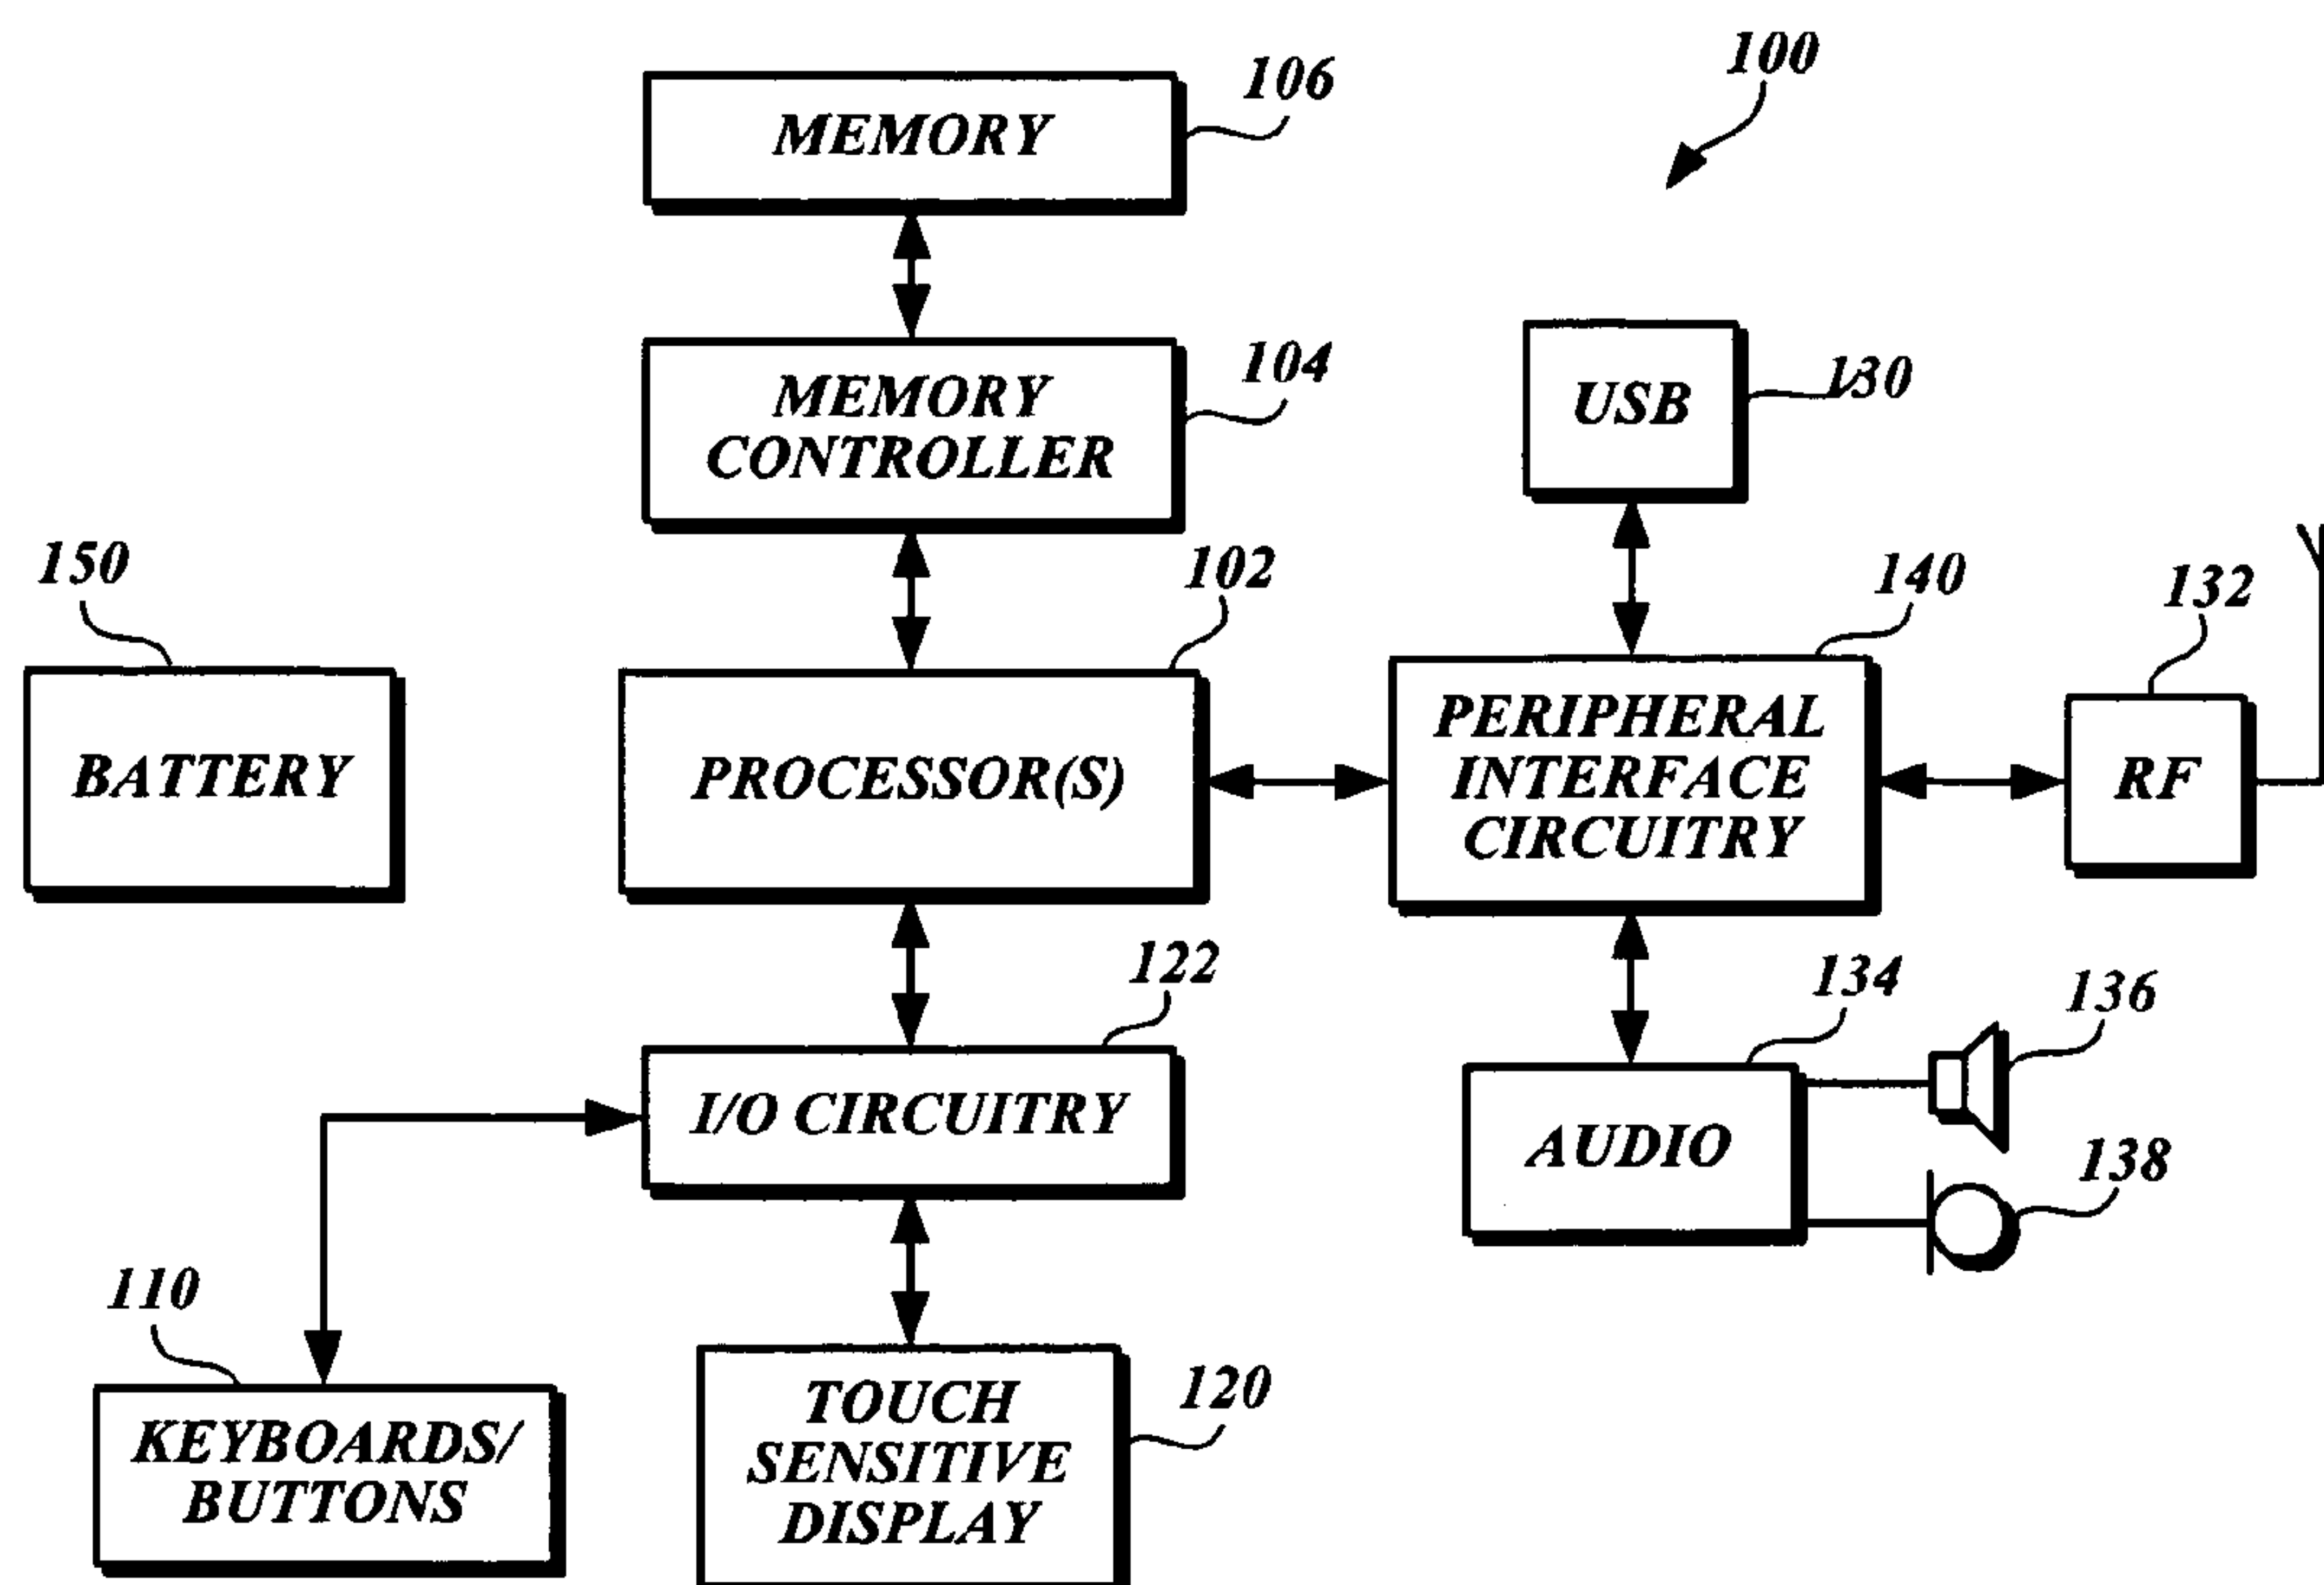 100
106
MEMORY
104
MEMORY
CONTROLLER
130
USB
150
BATTERY
102
PROCESSOR(S)
140
PERIPHERAL
INTERFACE
CIRCUITRY
132
RF
122
I/O CIRCUITRY
134
AUDIO
136
138
110
KEYBOARDS/
BUTTONS
120
TOUCH
SENSITIVE
DISPLAY